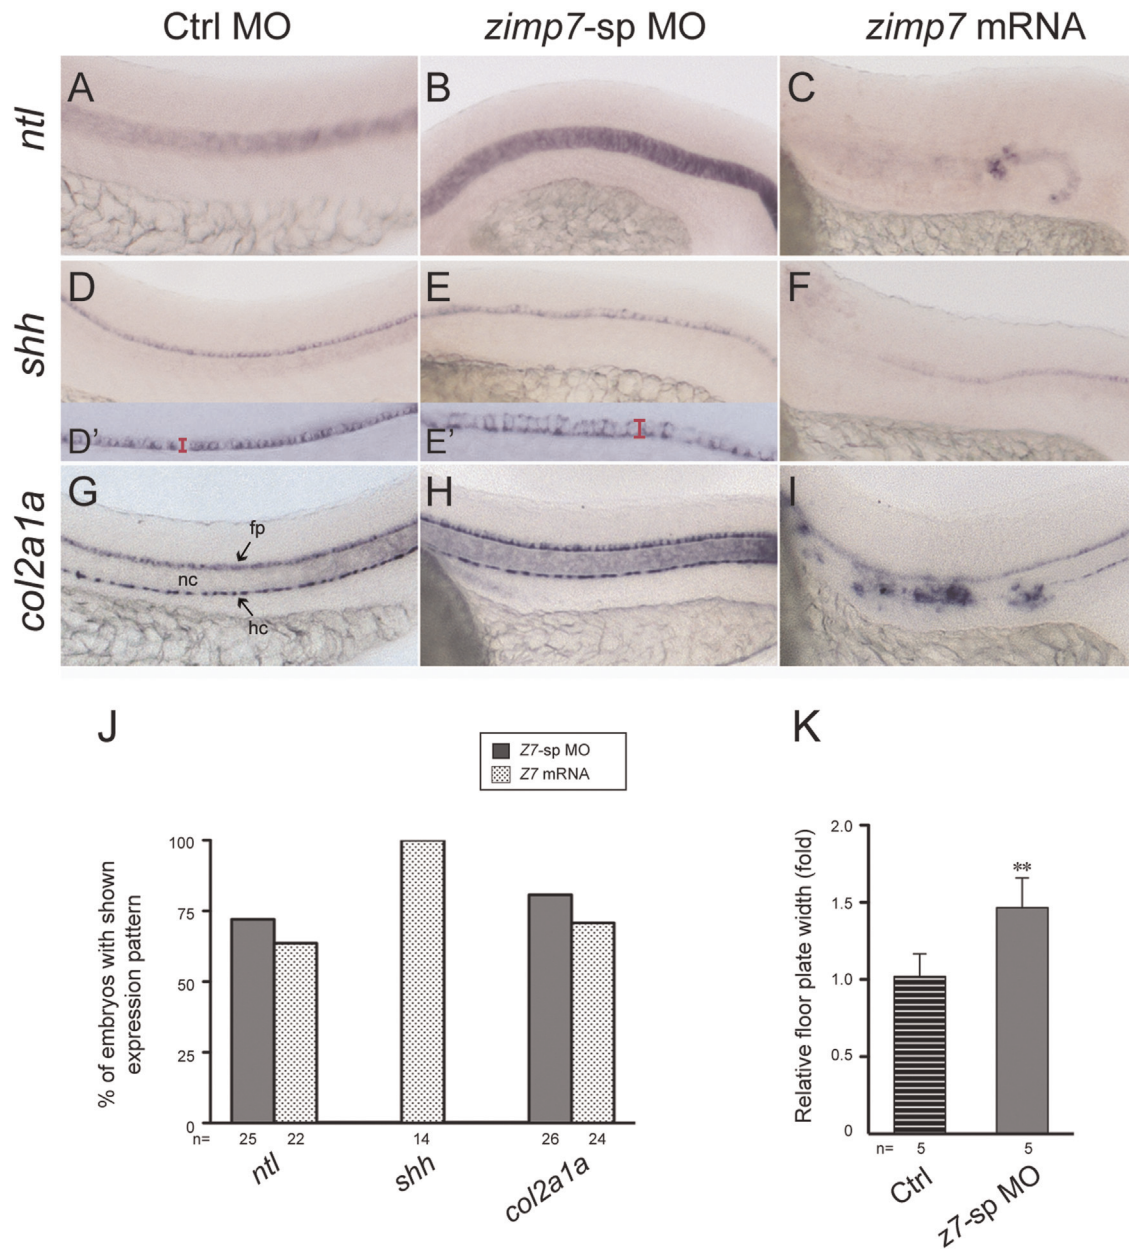 Ctrl MO zimp7-sp MO zimp7 mRNA
ntl
A B C
shh
D E F
D' E'
col2a1a
G H I
fp
nc
hc
J K
Z7-sp MO
Z7 mRNA
% of embryos with shown
expression pattern
100
75
50
25
0
n= 25 22 14 26 24
ntl shh col2a1a
Relative floor plate width (fold)
2.0
1.5
1.0
0.5
0
**
n= 5 5
Ctrl z7-sp MO